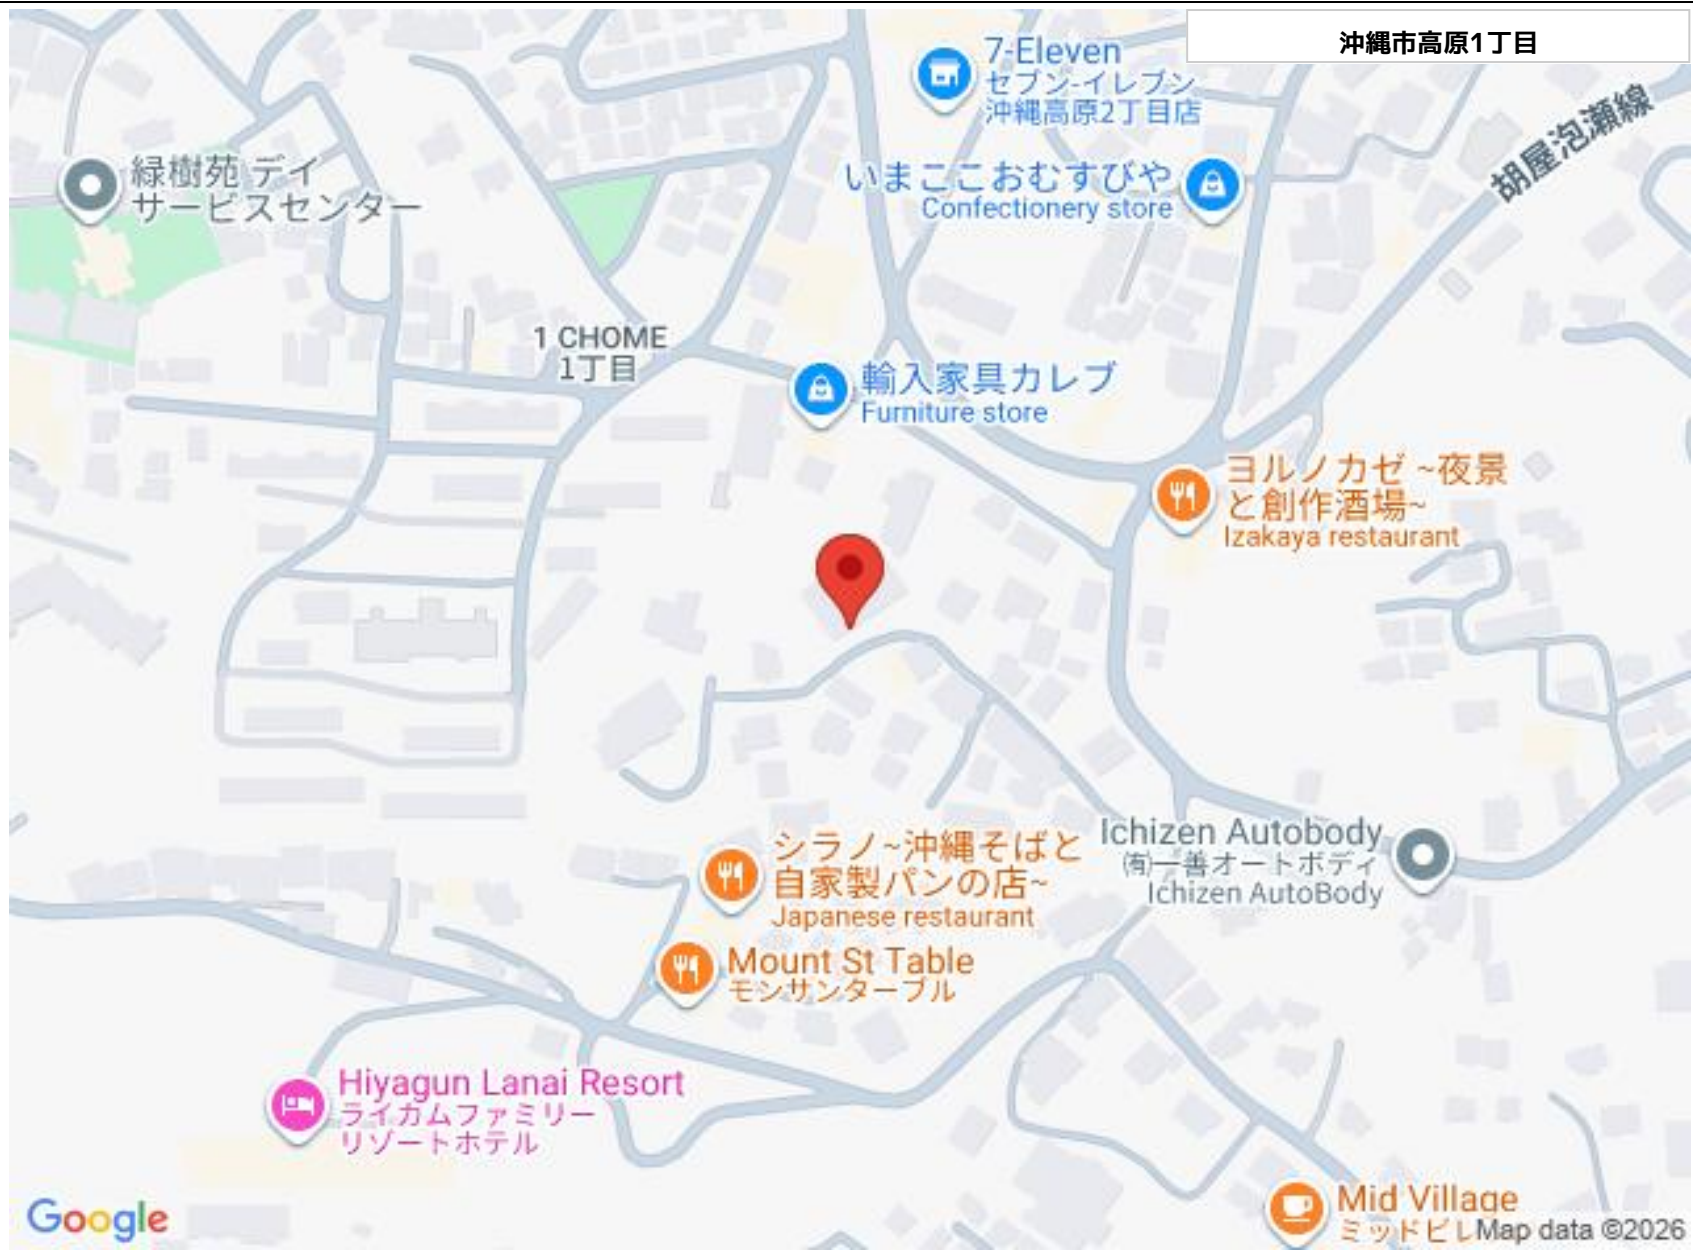 沖縄市高原1丁目
7-Eleven
セブン-イレブン
沖縄高原2丁目店
胡屋泡瀬線
緑樹苑 デイ
サービスセンター
いまここおむすびや
Confectionery store
1 CHOME
1丁目
輸入家具カレブ
Furniture store
ヨルノカゼ ~夜景
と創作酒場~
Izakaya restaurant
シラノ~沖縄そばと
自家製パンの店~
Japanese restaurant
Ichizen Autobody
㈲一善オートボディ
Ichizen AutoBody
Mount St Table
モンサンターブル
Hiyagun Lanai Resort
ライカムファミリー
リゾートホテル
Mid Village
ミッドビレ
Google
Map data ©2026